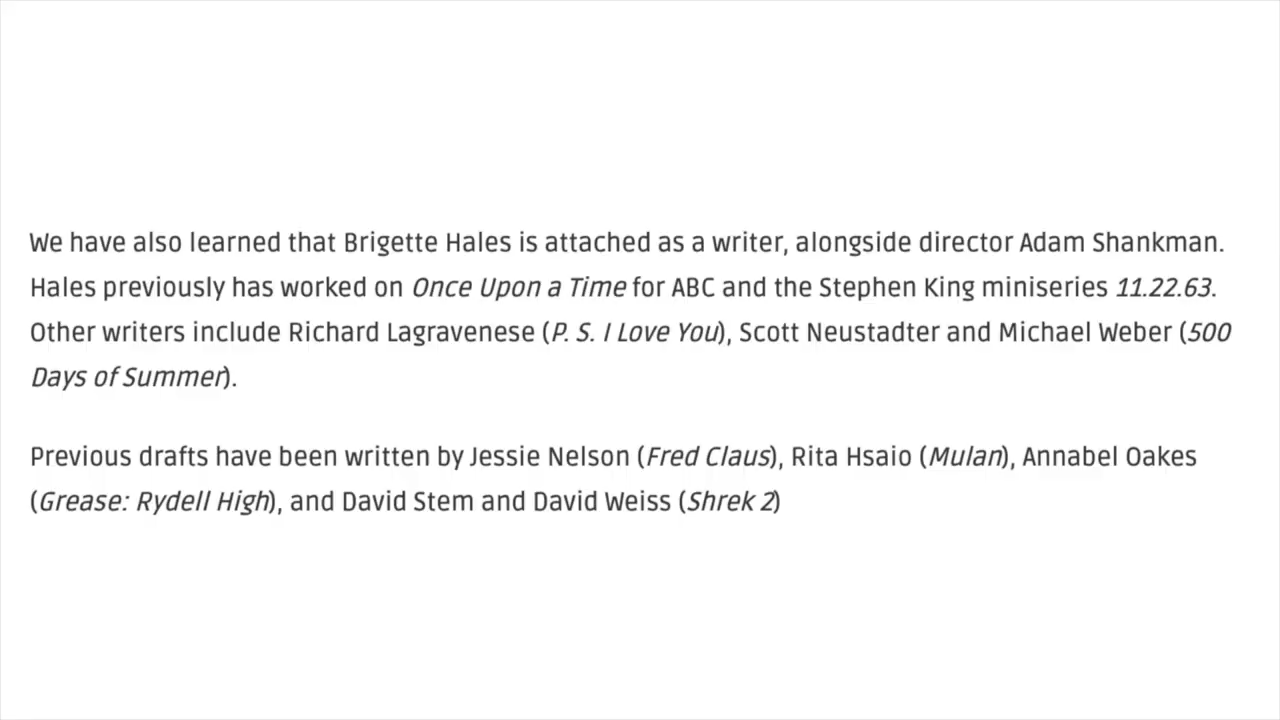 We have also learned that Brigette Hales is attached as a writer, alongside director Adam Shankman.
Hales previously has worked on Once Upon a Time for ABC and the Stephen King miniseries 11.22.63.
Other writers include Richard Lagravenese (P. S. I Love You), Scott Neustadter and Michael Weber (500
Days of Summer).
Previous drafts have been written by Jessie Nelson (Fred Claus), Rita Hsaio (Mulan), Annabel Oakes
(Grease: Rydell High), and David Stem and David Weiss (Shrek 2)